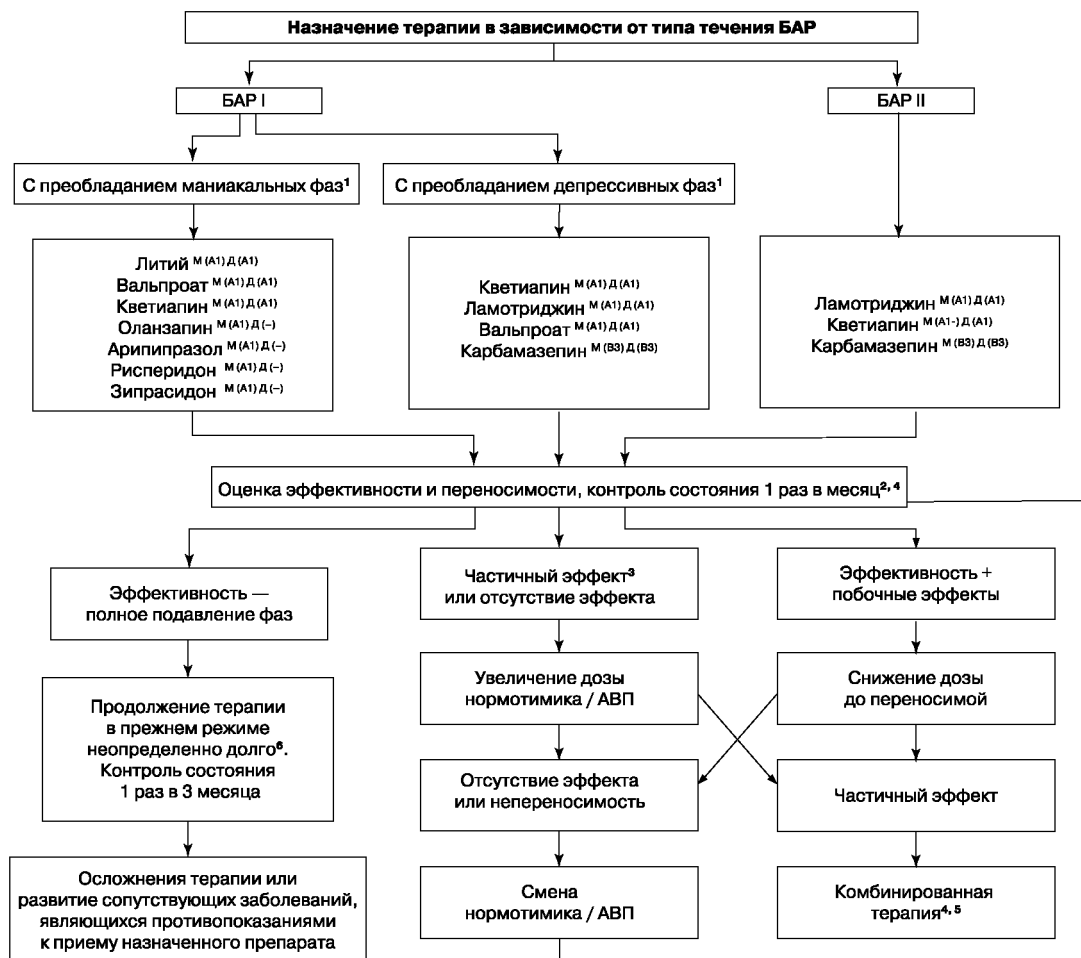 Назначение терапии в зависимости от типа течения БАР
БАР I
БАР II
С преобладанием маниакальных фаз¹
С преобладанием депрессивных фаз¹
Литий М (А1) Д (А1)
Вальпроат М (А1) Д (А1)
Кветиапин М (А1) Д (А1)
Оланзапин М (А1) Д (–)
Арипипразол М (А1) Д (–)
Рисперидон М (А1) Д (–)
Зипрасидон М (А1) Д (–)
Кветиапин М (А1) Д (А1)
Ламотриджин М (А1) Д (А1)
Вальпроат М (А1) Д (А1)
Карбамазепин М (В3) Д (В3)
Ламотриджин М (А1) Д (А1)
Кветиапин М (А1-) Д (А1)
Карбамазепин М (В3) Д (В3)
Оценка эффективности и переносимости, контроль состояния 1 раз в месяц²,⁴
Эффективность —
полное подавление фаз
Частичный эффект³
или отсутствие эффекта
Эффективность +
побочные эффекты
Продолжение терапии
в прежнем режиме
неопределенно долго⁶.
Контроль состояния
1 раз в 3 месяца
Увеличение дозы
нормотимика / АВП
Снижение дозы
до переносимой
Отсутствие эффекта
или непереносимость
Частичный эффект
Осложнения терапии или
развитие сопутствующих заболеваний,
являющихся противопоказаниями
к приему назначенного препарата
Смена
нормотимика / АВП
Комбинированная
терапия⁴,⁵